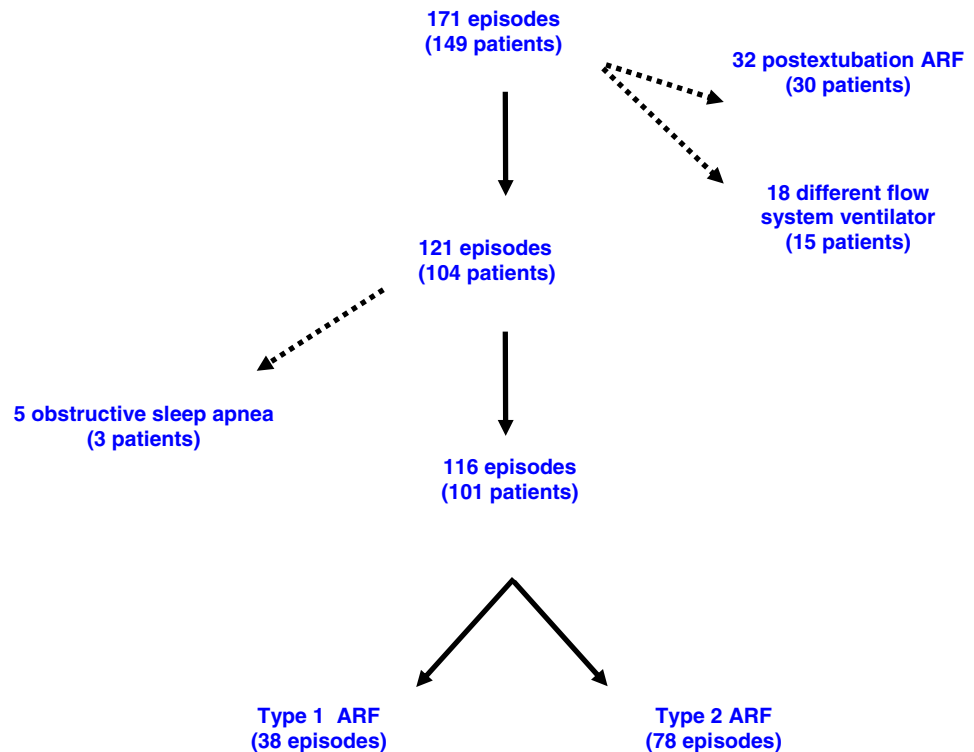 171 episodes
(149 patients)
32 postextubation ARF
(30 patients)
18 different flow
system ventilator
(15 patients)
121 episodes
(104 patients)
5 obstructive sleep apnea
(3 patients)
116 episodes
(101 patients)
Type 1 ARF
(38 episodes)
Type 2 ARF
(78 episodes)